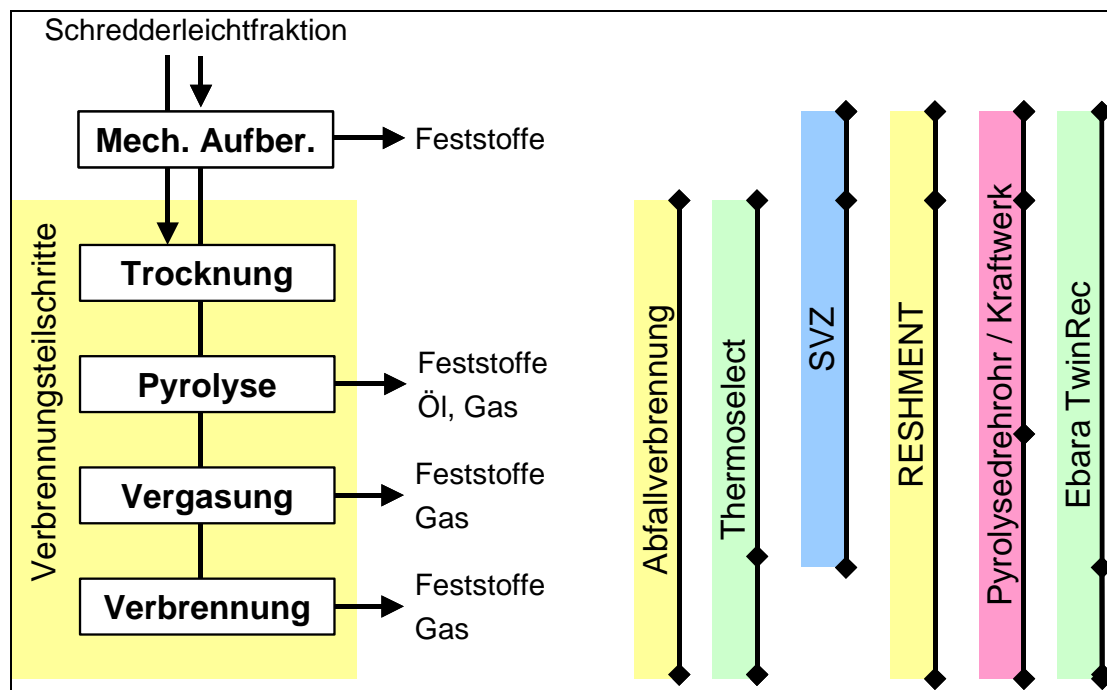 Schredderleichtfraktion
Mech. Aufber.
Feststoffe
Verbrennungsteilschritte
Trocknung
Pyrolyse
Feststoffe
Öl, Gas
Vergasung
Feststoffe
Gas
Verbrennung
Feststoffe
Gas
Abfallverbrennung
Thermoselect
SVZ
RESHMENT
Pyrolysedrehrohr / Kraftwerk
Ebara TwinRec